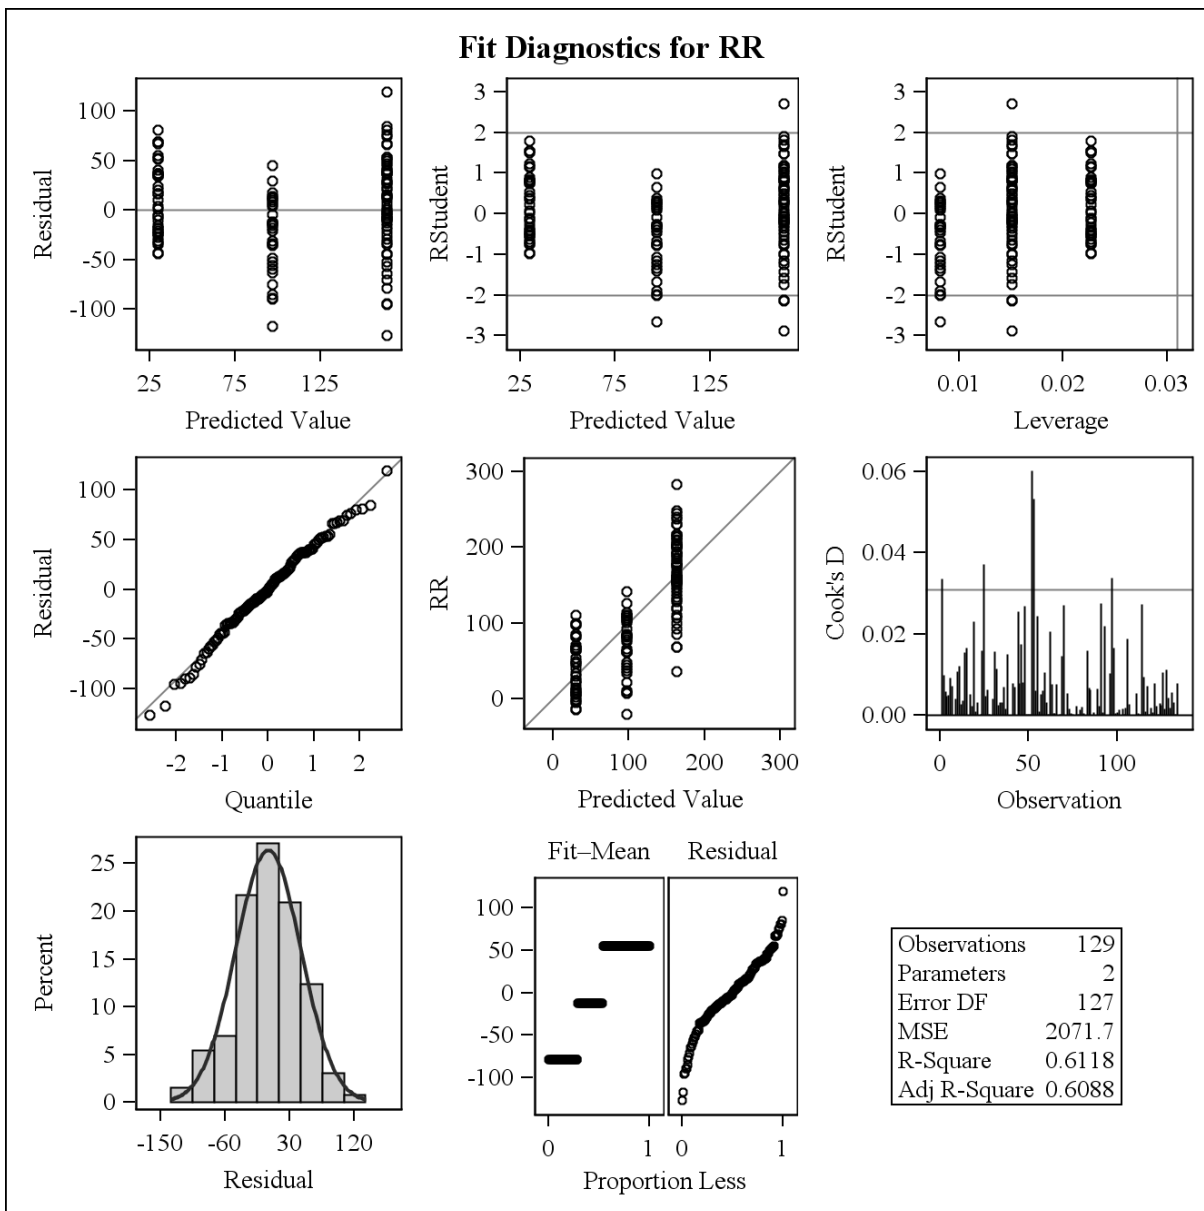 Fit Diagnostics for RR
Residual
100
50
0
-50
-100
25 75 125
Predicted Value
RStudent
3
2
1
0
-1
-2
-3
25 75 125
Predicted Value
RStudent
3
2
1
0
-1
-2
-3
0.01 0.02 0.03
Leverage
Residual
100
50
0
-50
-100
-2 -1 0 1 2
Quantile
RR
300
200
100
0
0 100 200 300
Predicted Value
Cook's D
0.06
0.04
0.02
0.00
0 50 100
Observation
Percent
25
20
15
10
5
0
-150 -60 30 120
Residual
Fit–Mean Residual
100
50
0
-50
-100
0 1 0 1
Proportion Less
Observations 129
Parameters 2
Error DF 127
MSE 2071.7
R-Square 0.6118
Adj R-Square 0.6088